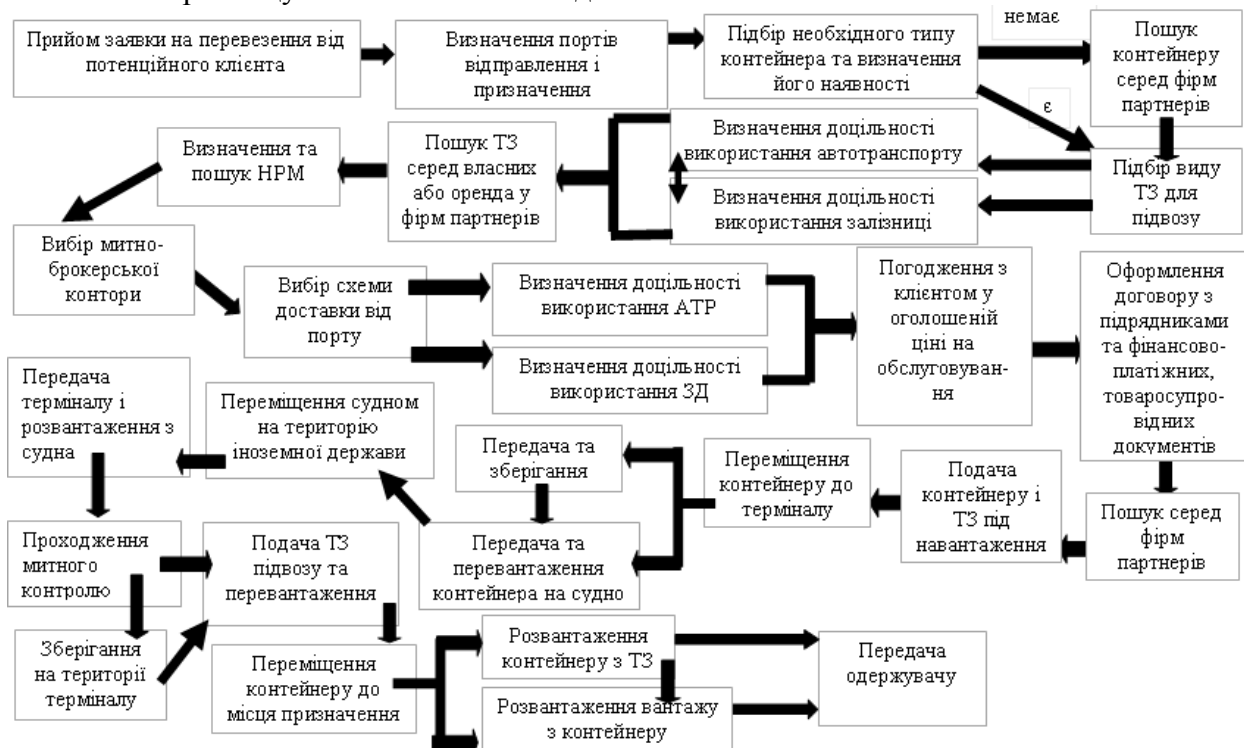 Прийом заявки на перевезення від
потенційного клієнта
Визначення портів
відправлення і
призначення
Підбір необхідного типу
контейнера та визначення
його наявності
немає
Пошук
контейнеру
серед фірм
партнерів
є
Визначення та
пошук НРМ
Пошук ТЗ
серед власних
або оренда у
фірм партнерів
Визначення доцільності
використання автотранспорту
Визначення доцільності
використання залізниці
Підбір виду
ТЗ для
підвозу
Вибір митно-
брокерської
контори
Вибір схеми
доставки від
порту
Визначення доцільності
використання АТР
Визначення доцільності
використання ЗД
Погодження з
клієнтом у
оголошеній
ціні на
обслуговуван-
ня
Оформлення
договору з
підрядниками
та фінансово-
платіжних,
товаросупро-
відних
документів
Передача
терміналу і
розвантаження з
судна
Переміщення судном
на територію
іноземної держави
Передача та
зберігання
Переміщення
контейнеру до
терміналу
Подача
контейнеру і
ТЗ під
навантаження
Пошук серед
фірм
партнерів
Проходження
митного
контролю
Подача ТЗ
підвозу та
перевантаження
Передача та
перевантаження
контейнера на судно
Зберігання
на території
терміналу
Переміщення
контейнеру до
місця призначення
Розвантаження
контейнеру з ТЗ
Розвантаження вантажу
з контейнеру
Передача
одержувачу